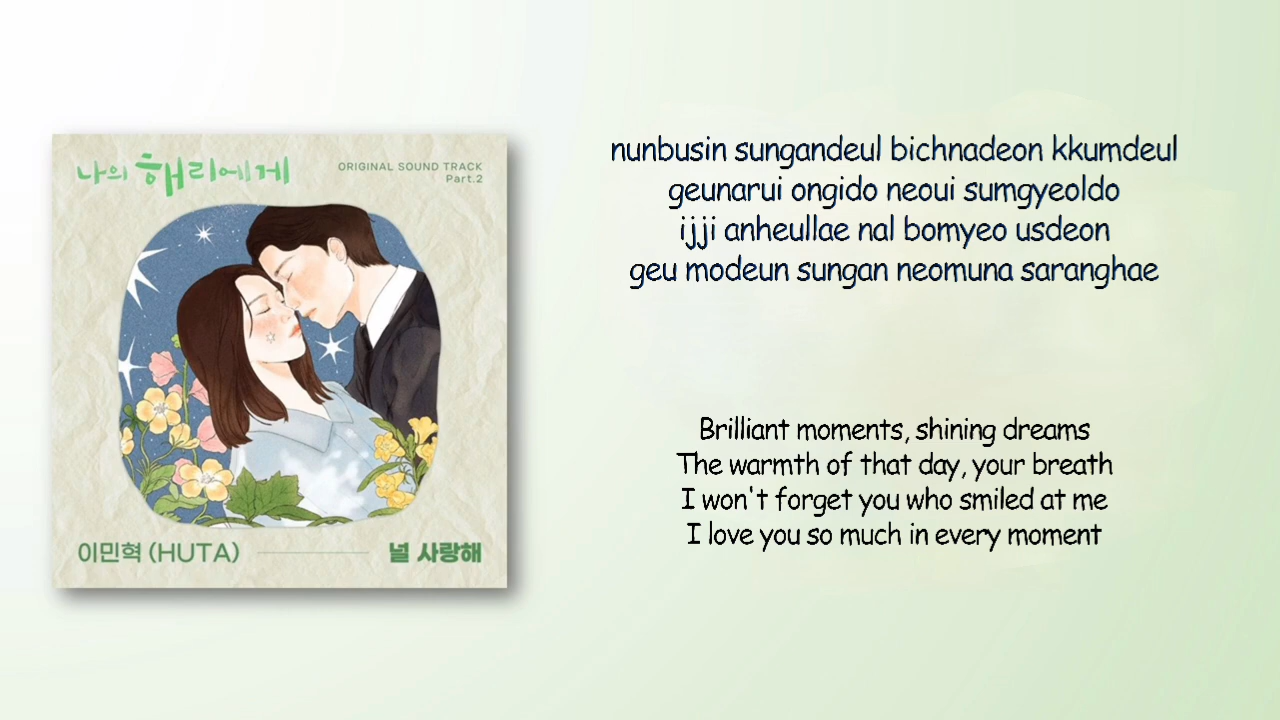 나의 해리에게
ORIGINAL SOUND TRACK
Part.2
이민혁 (HUTA)
널 사랑해
nunbusin sungandeul bichnadeon kkumdeul
geunarui ongido neoui sumgyeoldo
ijji anheullae nal bomyeo usdeon
geu modeun sungan neomuna saranghae
Brilliant moments, shining dreams
The warmth of that day, your breath
I won't forget you who smiled at me
I love you so much in every moment